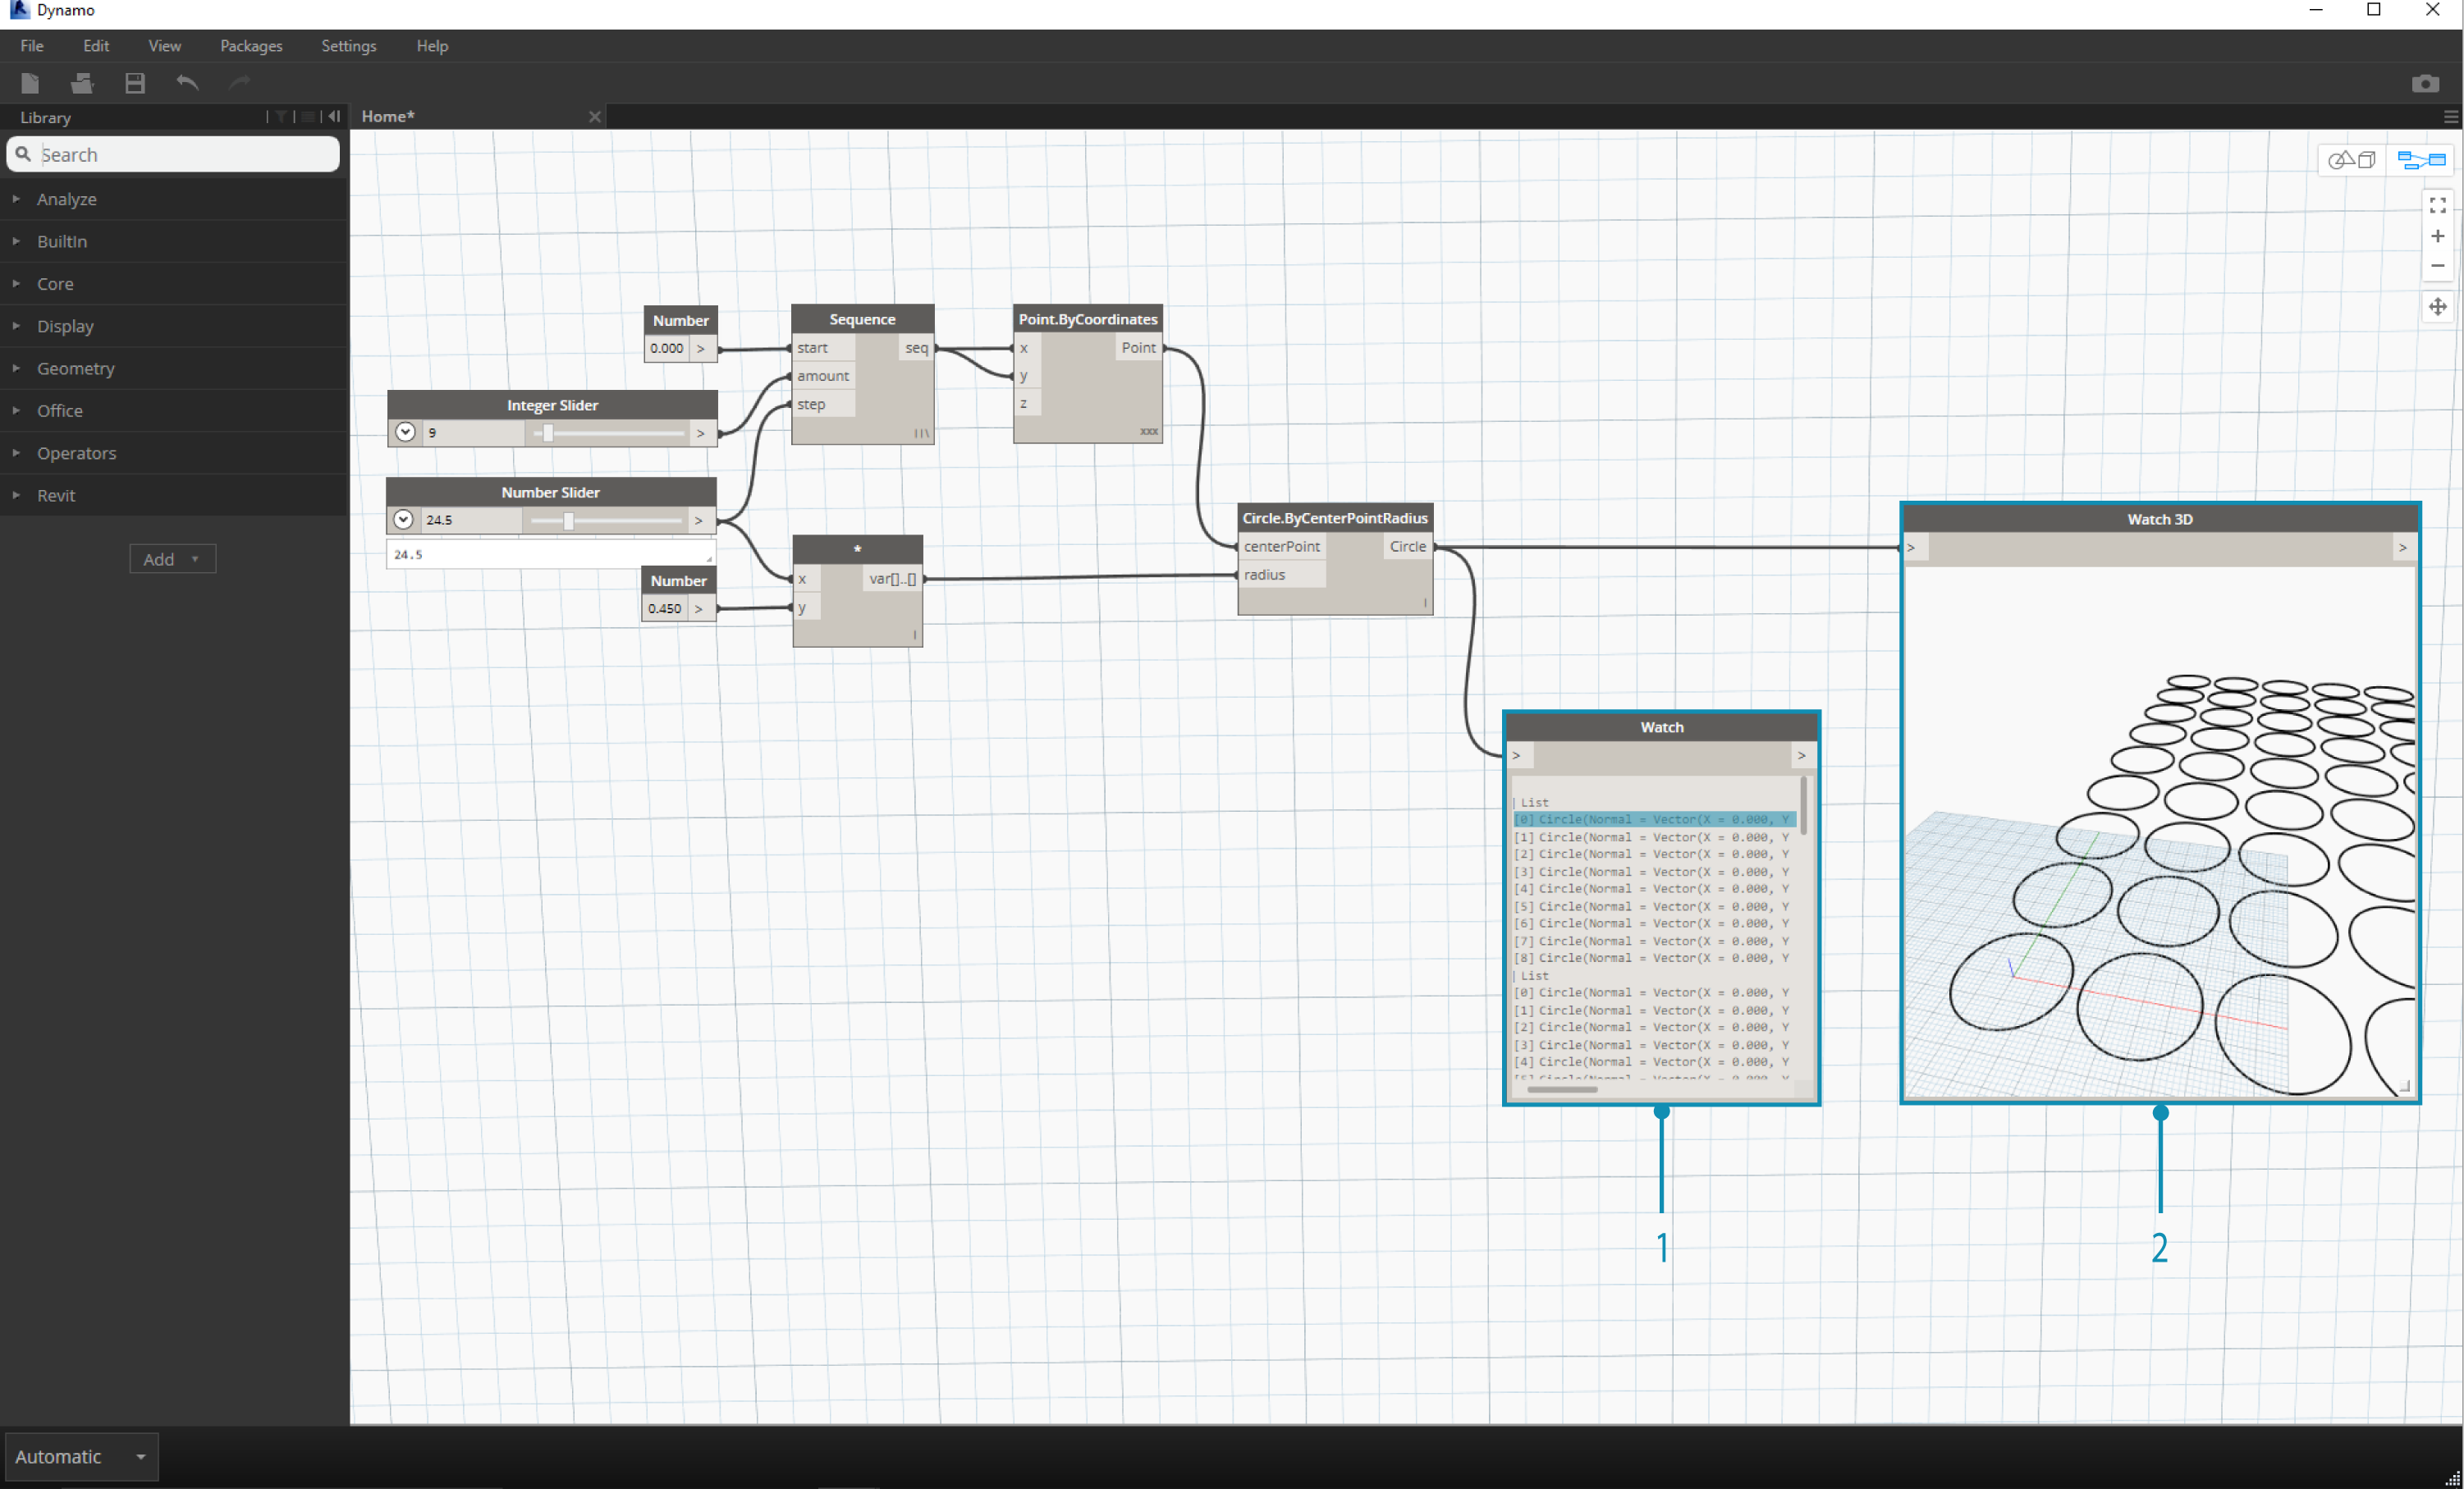 Dynamo
File Edit View Packages Settings Help
Library
Home*
Search
Analyze
BuiltIn
Core
Display
Geometry
Office
Operators
Revit
Add
Number
0.000 >
Sequence
start seq
amount
step
Point.ByCoordinates
x Point
y
z
xxx
Integer Slider
9 >
Number Slider
24.5 >
24.5
Number
0.450 >
*
x var[]..[]
y
Circle.ByCenterPointRadius
centerPoint Circle
radius
Watch 3D
> >
Watch
> >
List
[0] Circle(Normal = Vector(X = 0.000, Y
[1] Circle(Normal = Vector(X = 0.000, Y
[2] Circle(Normal = Vector(X = 0.000, Y
[3] Circle(Normal = Vector(X = 0.000, Y
[4] Circle(Normal = Vector(X = 0.000, Y
[5] Circle(Normal = Vector(X = 0.000, Y
[6] Circle(Normal = Vector(X = 0.000, Y
[7] Circle(Normal = Vector(X = 0.000, Y
[8] Circle(Normal = Vector(X = 0.000, Y
List
[0] Circle(Normal = Vector(X = 0.000, Y
[1] Circle(Normal = Vector(X = 0.000, Y
[2] Circle(Normal = Vector(X = 0.000, Y
[3] Circle(Normal = Vector(X = 0.000, Y
[4] Circle(Normal = Vector(X = 0.000, Y
1
2
Automatic